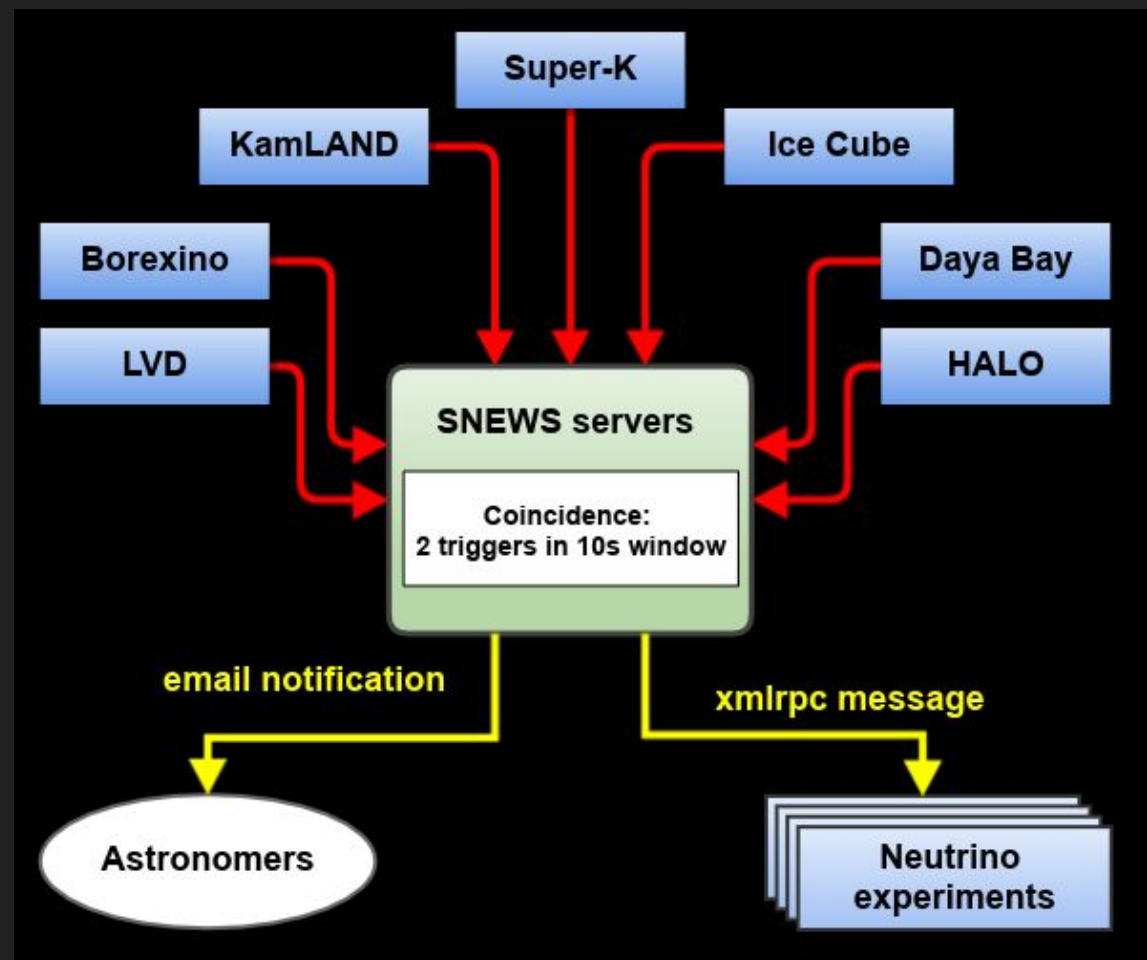 Super-K
KamLAND
Ice Cube
Borexino
Daya Bay
LVD
HALO
SNEWS servers
Coincidence:
2 triggers in 10s window
email notification
xmlrpc message
Astronomers
Neutrino
experiments